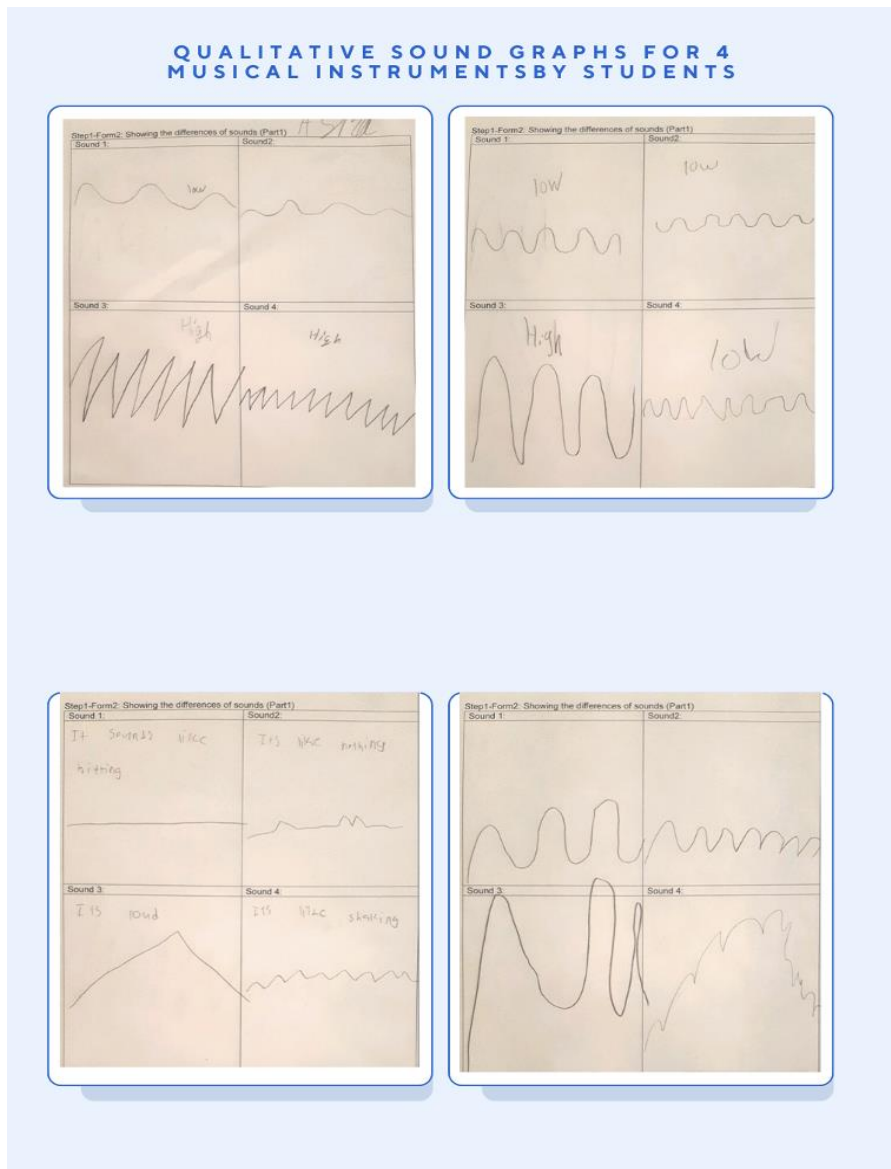 QUALITATIVE SOUND GRAPHS FOR 4
MUSICAL INSTRUMENTSBY STUDENTS
Step1-Form2: Showing the differences of sounds (Part1)
Sound 1:
Sound2:
low
Sound 3:
Sound 4:
High
High
Step1-Form2: Showing the differences of sounds (Part1)
Sound 1:
Sound2:
low
low
Sound 3:
Sound 4:
High
low
Step1-Form2: Showing the differences of sounds (Part1)
Sound 1:
Sound2:
It sounds like
hitting
Its like nothing
Sound 3:
Sound 4:
Its loud
Its like shaking
Step1-Form2: Showing the differences of sounds (Part1)
Sound 1:
Sound2:
Sound 3:
Sound 4: